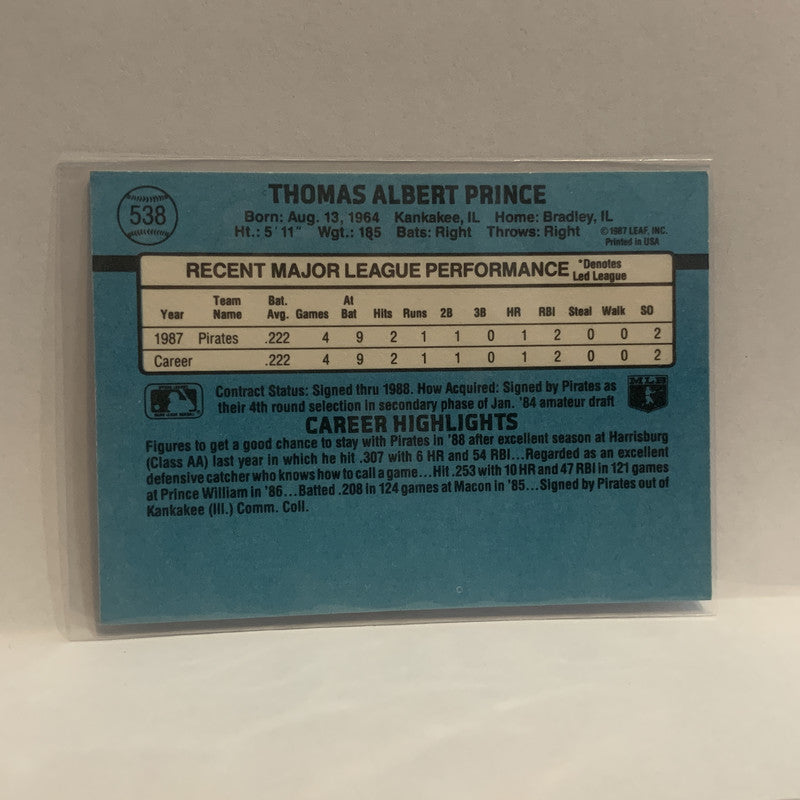 538
THOMAS ALBERT PRINCE
Born: Aug. 13, 1964 Kankakee, IL Home: Bradley, IL
Ht.: 5'11" Wgt.: 185 Bats: Right Throws: Right
©1987 LEAF, INC.
Printed in USA
RECENT MAJOR LEAGUE PERFORMANCE
*Denotes
Led League
Year Team Name Bat. Avg. Games At Bat Hits Runs 2B 3B HR RBI Steal Walk SO
1987 Pirates .222 4 9 2 1 1 0 1 2 0 0 2
Career .222 4 9 2 1 1 0 1 2 0 0 2
Contract Status: Signed thru 1988. How Acquired: Signed by Pirates as
their 4th round selection in secondary phase of Jan. '84 amateur draft
MLB
CAREER HIGHLIGHTS
Figures to get a good chance to stay with Pirates in '88 after excellent season at Harrisburg
(Class AA) last year in which he hit .307 with 6 HR and 54 RBI...Regarded as an excellent
defensive catcher who knows how to call a game...Hit .253 with 10 HR and 47 RBI in 121 games
at Prince William in '86...Batted .208 in 124 games at Macon in '85...Signed by Pirates out of
Kankakee (Ill.) Comm. Coll.